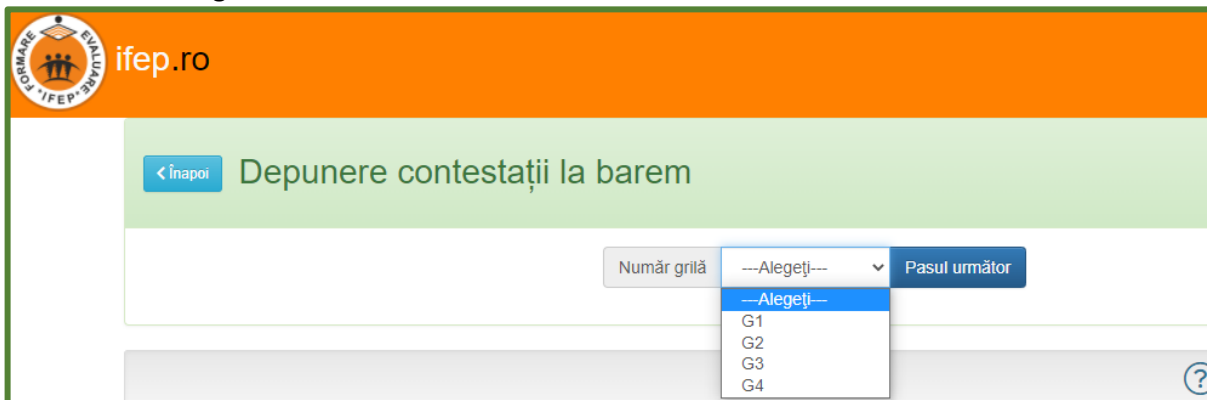 FORMARE EVALUARE
IFEP
ifep.ro
Înapoi
Depunere contestații la barem
Număr grilă
---Alegeţi---
Pasul următor
---Alegeţi---
G1
G2
G3
G4
?